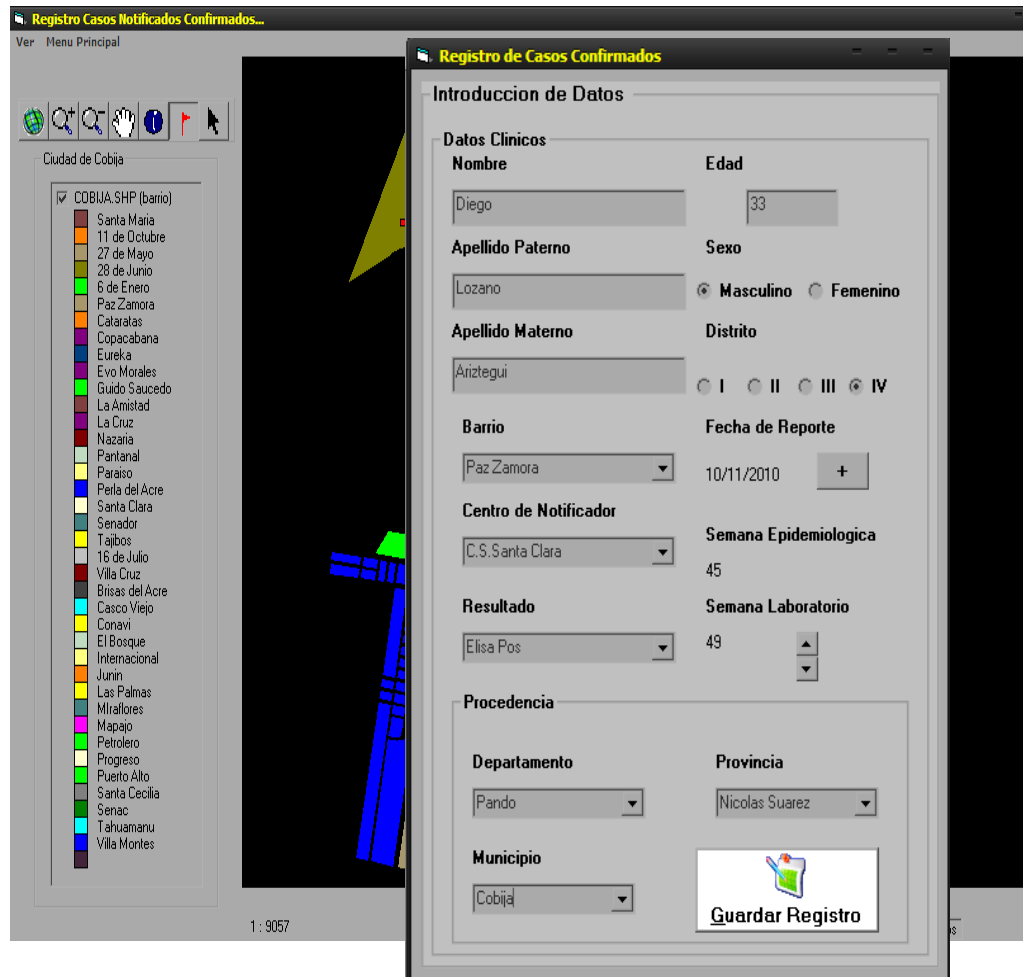 Registro Casos Notificados Confirmados...
Ver Menu Principal
Ciudad de Cobija
COBIJA.SHP (barrio)
Santa Maria
11 de Octubre
27 de Mayo
28 de Junio
6 de Enero
Paz Zamora
Cataratas
Copacabana
Eureka
Evo Morales
Guido Saucedo
La Amistad
La Cruz
Nazaria
Pantanal
Paraiso
Perla del Acre
Santa Clara
Senador
Tajibos
16 de Julio
Villa Cruz
Brisas del Acre
Casco Viejo
Conavi
El Bosque
Internacional
Junin
Las Palmas
MIraflores
Mapajo
Petrolero
Progreso
Puerto Alto
Santa Cecilia
Senac
Tahuamanu
Villa Montes
1 : 9057
Registro de Casos Confirmados
Introduccion de Datos
Datos Clinicos
Nombre Edad
Diego 33
Apellido Paterno Sexo
Lozano Masculino Femenino
Apellido Materno Distrito
Ariztegui I II III IV
Barrio Fecha de Reporte
Paz Zamora 10/11/2010 +
Centro de Notificador
C.S.Santa Clara
Semana Epidemiologica
45
Resultado Semana Laboratorio
Elisa Pos 49
Procedencia
Departamento Provincia
Pando Nicolas Suarez
Municipio
Cobija
Guardar Registro